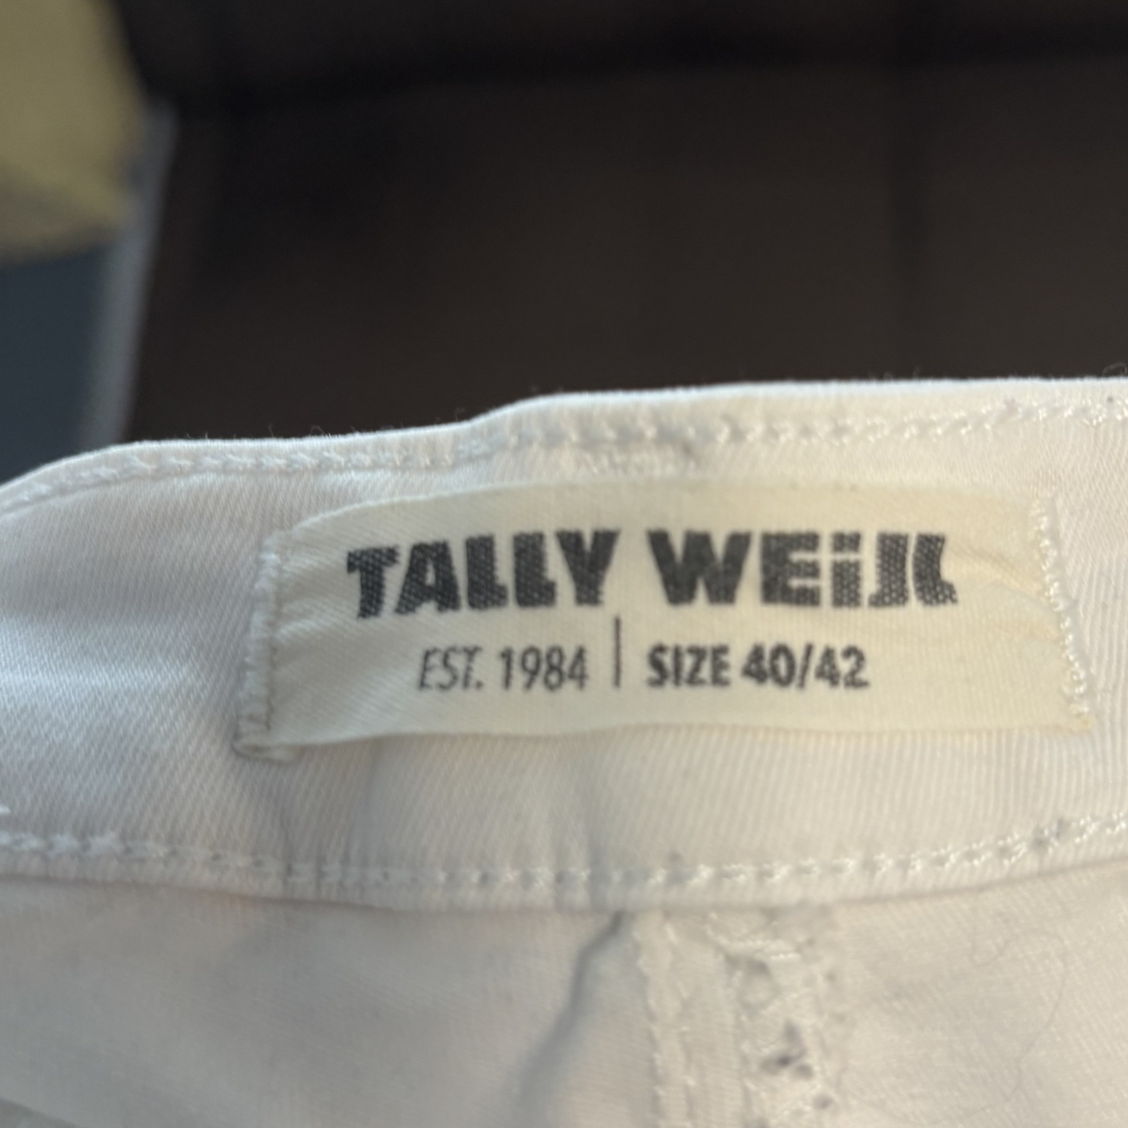 TALLY WEiJL
EST. 1984 | SIZE 40/42